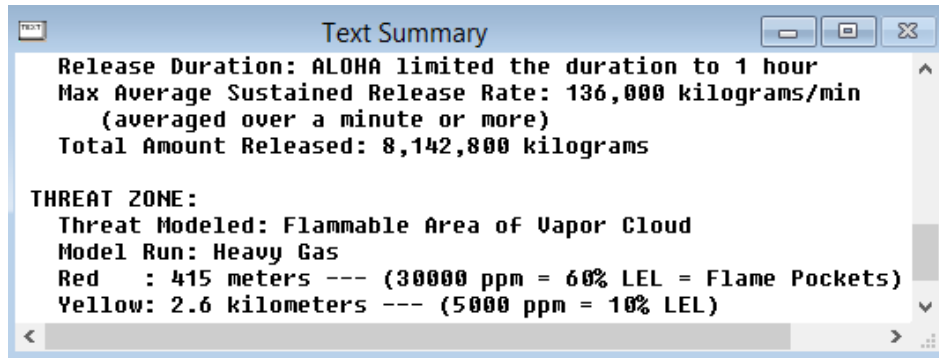 TEXT
Text Summary
Release Duration: ALOHA limited the duration to 1 hour
Max Average Sustained Release Rate: 136,000 kilograms/min
(averaged over a minute or more)
Total Amount Released: 8,142,800 kilograms
THREAT ZONE:
Threat Modeled: Flammable Area of Vapor Cloud
Model Run: Heavy Gas
Red   : 415 meters --- (30000 ppm = 60% LEL = Flame Pockets)
Yellow: 2.6 kilometers --- (5000 ppm = 10% LEL)